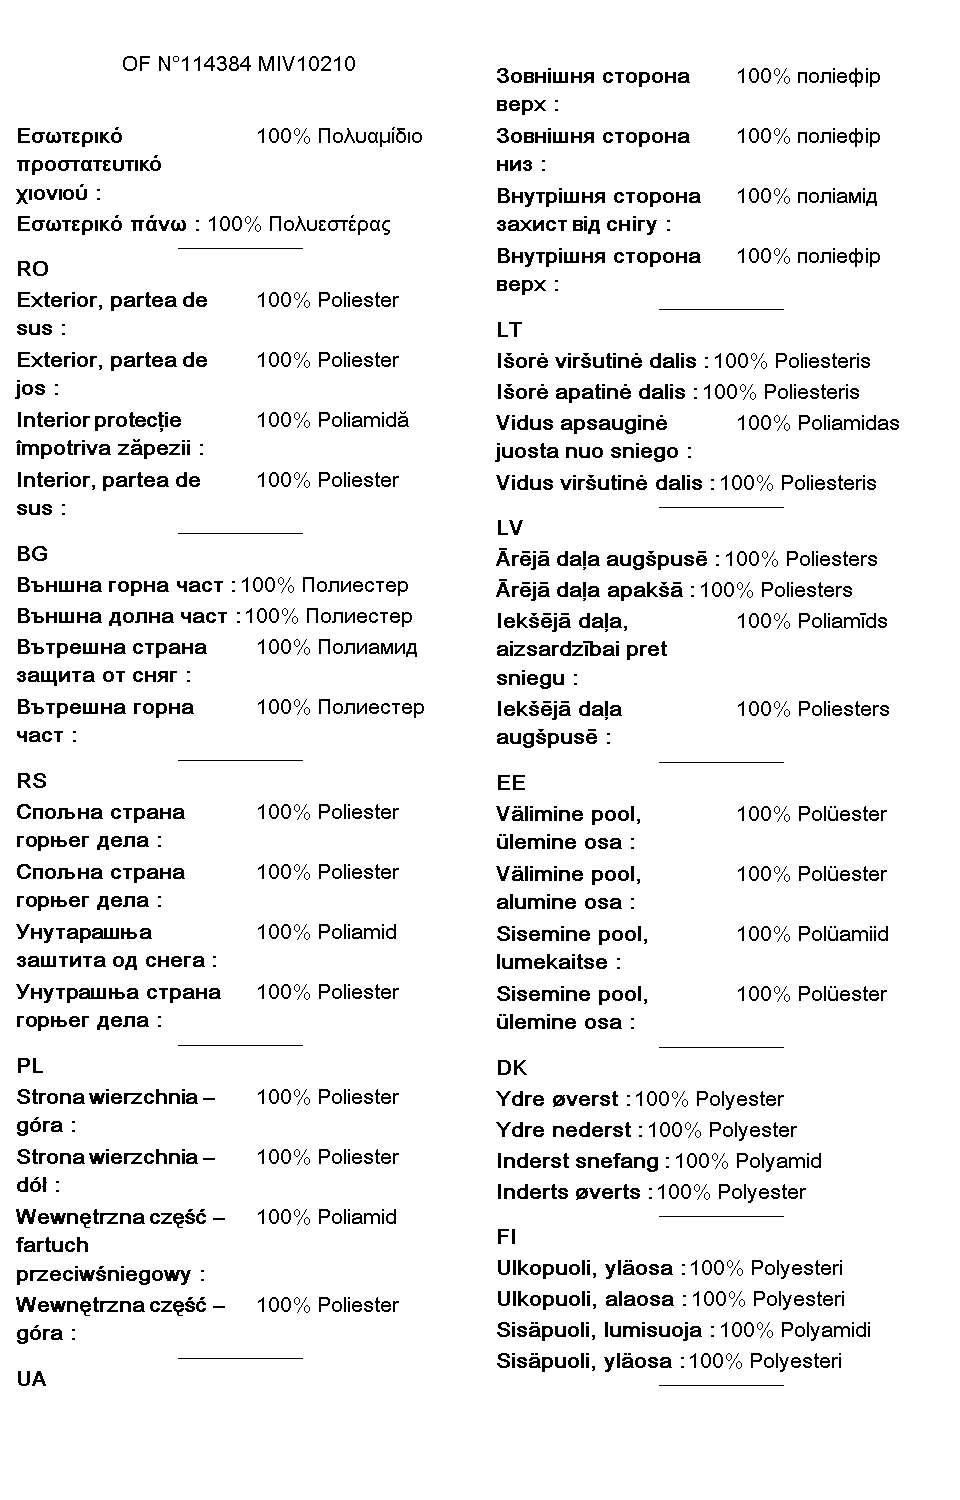 OF N°114384 MIV10210
Εσωτερικό 100% Πολυαμίδιο
προστατευτικό
χιονιού :
Εσωτερικό πάνω : 100% Πολυεστέρας
RO
Exterior, partea de 100% Poliester
sus :
Exterior, partea de 100% Poliester
jos :
Interior protecție 100% Poliamidă
împotriva zăpezii :
Interior, partea de 100% Poliester
sus :
BG
Външна горна част : 100% Полиестер
Външна долна част : 100% Полиестер
Вътрешна страна 100% Полиамид
защита от сняг :
Вътрешна горна 100% Полиестер
част :
RS
Спољна страна 100% Poliester
горњег дела :
Спољна страна 100% Poliester
горњег дела :
Унутарашња 100% Poliamid
заштита од снега :
Унутрашња страна 100% Poliester
горњег дела :
PL
Strona wierzchnia – 100% Poliester
góra :
Strona wierzchnia – 100% Poliester
dół :
Wewnętrzna część – 100% Poliamid
fartuch
przeciwśniegowy :
Wewnętrzna część – 100% Poliester
góra :
UA
Зовнішня сторона 100% поліефір
верх :
Зовнішня сторона 100% поліефір
низ :
Внутрішня сторона 100% поліамід
захист від снігу :
Внутрішня сторона 100% поліефір
верх :
LT
Išorė viršutinė dalis : 100% Poliesteris
Išorė apatinė dalis : 100% Poliesteris
Vidus apsauginė 100% Poliamidas
juosta nuo sniego :
Vidus viršutinė dalis : 100% Poliesteris
LV
Ārējā daļa augšpusē : 100% Poliesters
Ārējā daļa apakšā : 100% Poliesters
Iekšējā daļa, 100% Poliamīds
aizsardzībai pret
sniegu :
Iekšējā daļa 100% Poliesters
augšpusē :
EE
Välimine pool, 100% Polüester
ülemine osa :
Välimine pool, 100% Polüester
alumine osa :
Sisemine pool, 100% Polüamiid
lumekaitse :
Sisemine pool, 100% Polüester
ülemine osa :
DK
Ydre øverst : 100% Polyester
Ydre nederst : 100% Polyester
Inderst snefang : 100% Polyamid
Inderts øverts : 100% Polyester
FI
Ulkopuoli, yläosa : 100% Polyesteri
Ulkopuoli, alaosa : 100% Polyesteri
Sisäpuoli, lumisuoja : 100% Polyamidi
Sisäpuoli, yläosa : 100% Polyesteri